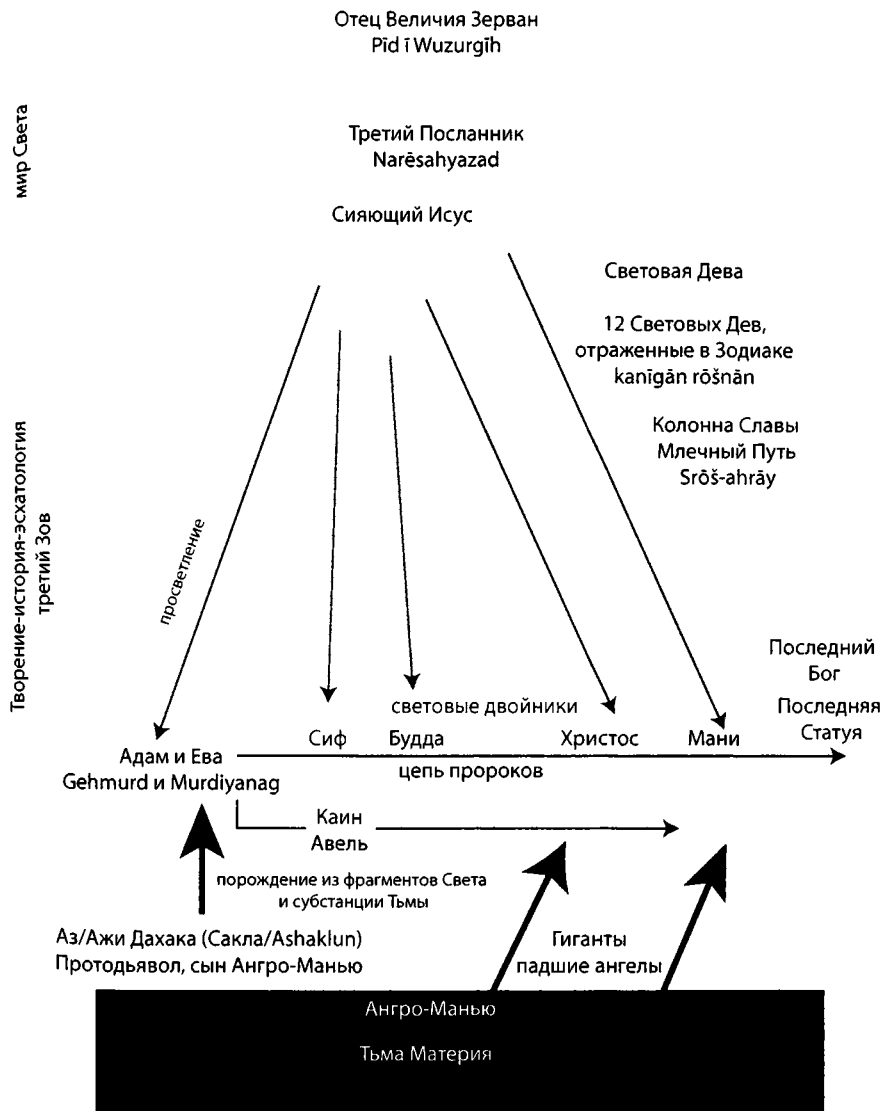 Отец Величия Зерван
Pīd ī Wuzurgīh
мир Света
Третий Посланник
Narēsahyazad
Сияющий Исус
Световая Дева
12 Световых Дев,
отраженные в Зодиаке
kanīgān rōšnān
Колонна Славы
Млечный Путь
Srōš-ahrāy
Творение-история-эсхатология
третий Зов
просветление
Последний
Бог
Последняя
Статуя
световые двойники
Сиф
Будда
Христос
Мани
Адам и Ева
Gehmurd и Murdiyanag
цепь пророков
Каин
Авель
порождение из фрагментов Света
и субстанции Тьмы
Аз/Ажи Дахака (Сакла/Ashaklun)
Протодьявол, сын Ангро-Манью
Гиганты
падшие ангелы
Ангро-Манью
Тьма Материя